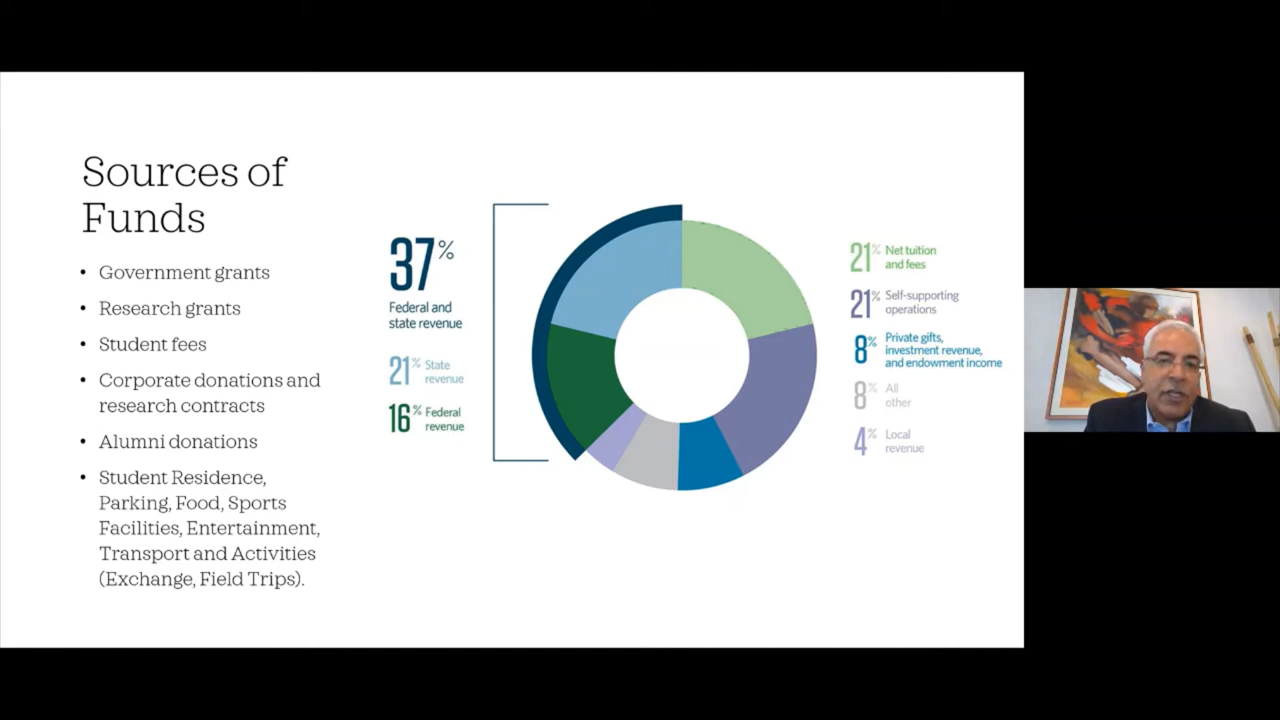 Sources of
Funds
• Government grants
• Research grants
• Student fees
• Corporate donations and
research contracts
• Alumni donations
• Student Residence,
Parking, Food, Sports
Facilities, Entertainment,
Transport and Activities
(Exchange, Field Trips).
37%
Federal and
state revenue
21% State
revenue
16% Federal
revenue
21% Net tuition
and fees
21% Self-supporting
operations
8% Private gifts,
investment revenue,
and endowment income
8% All
other
4% Local
revenue